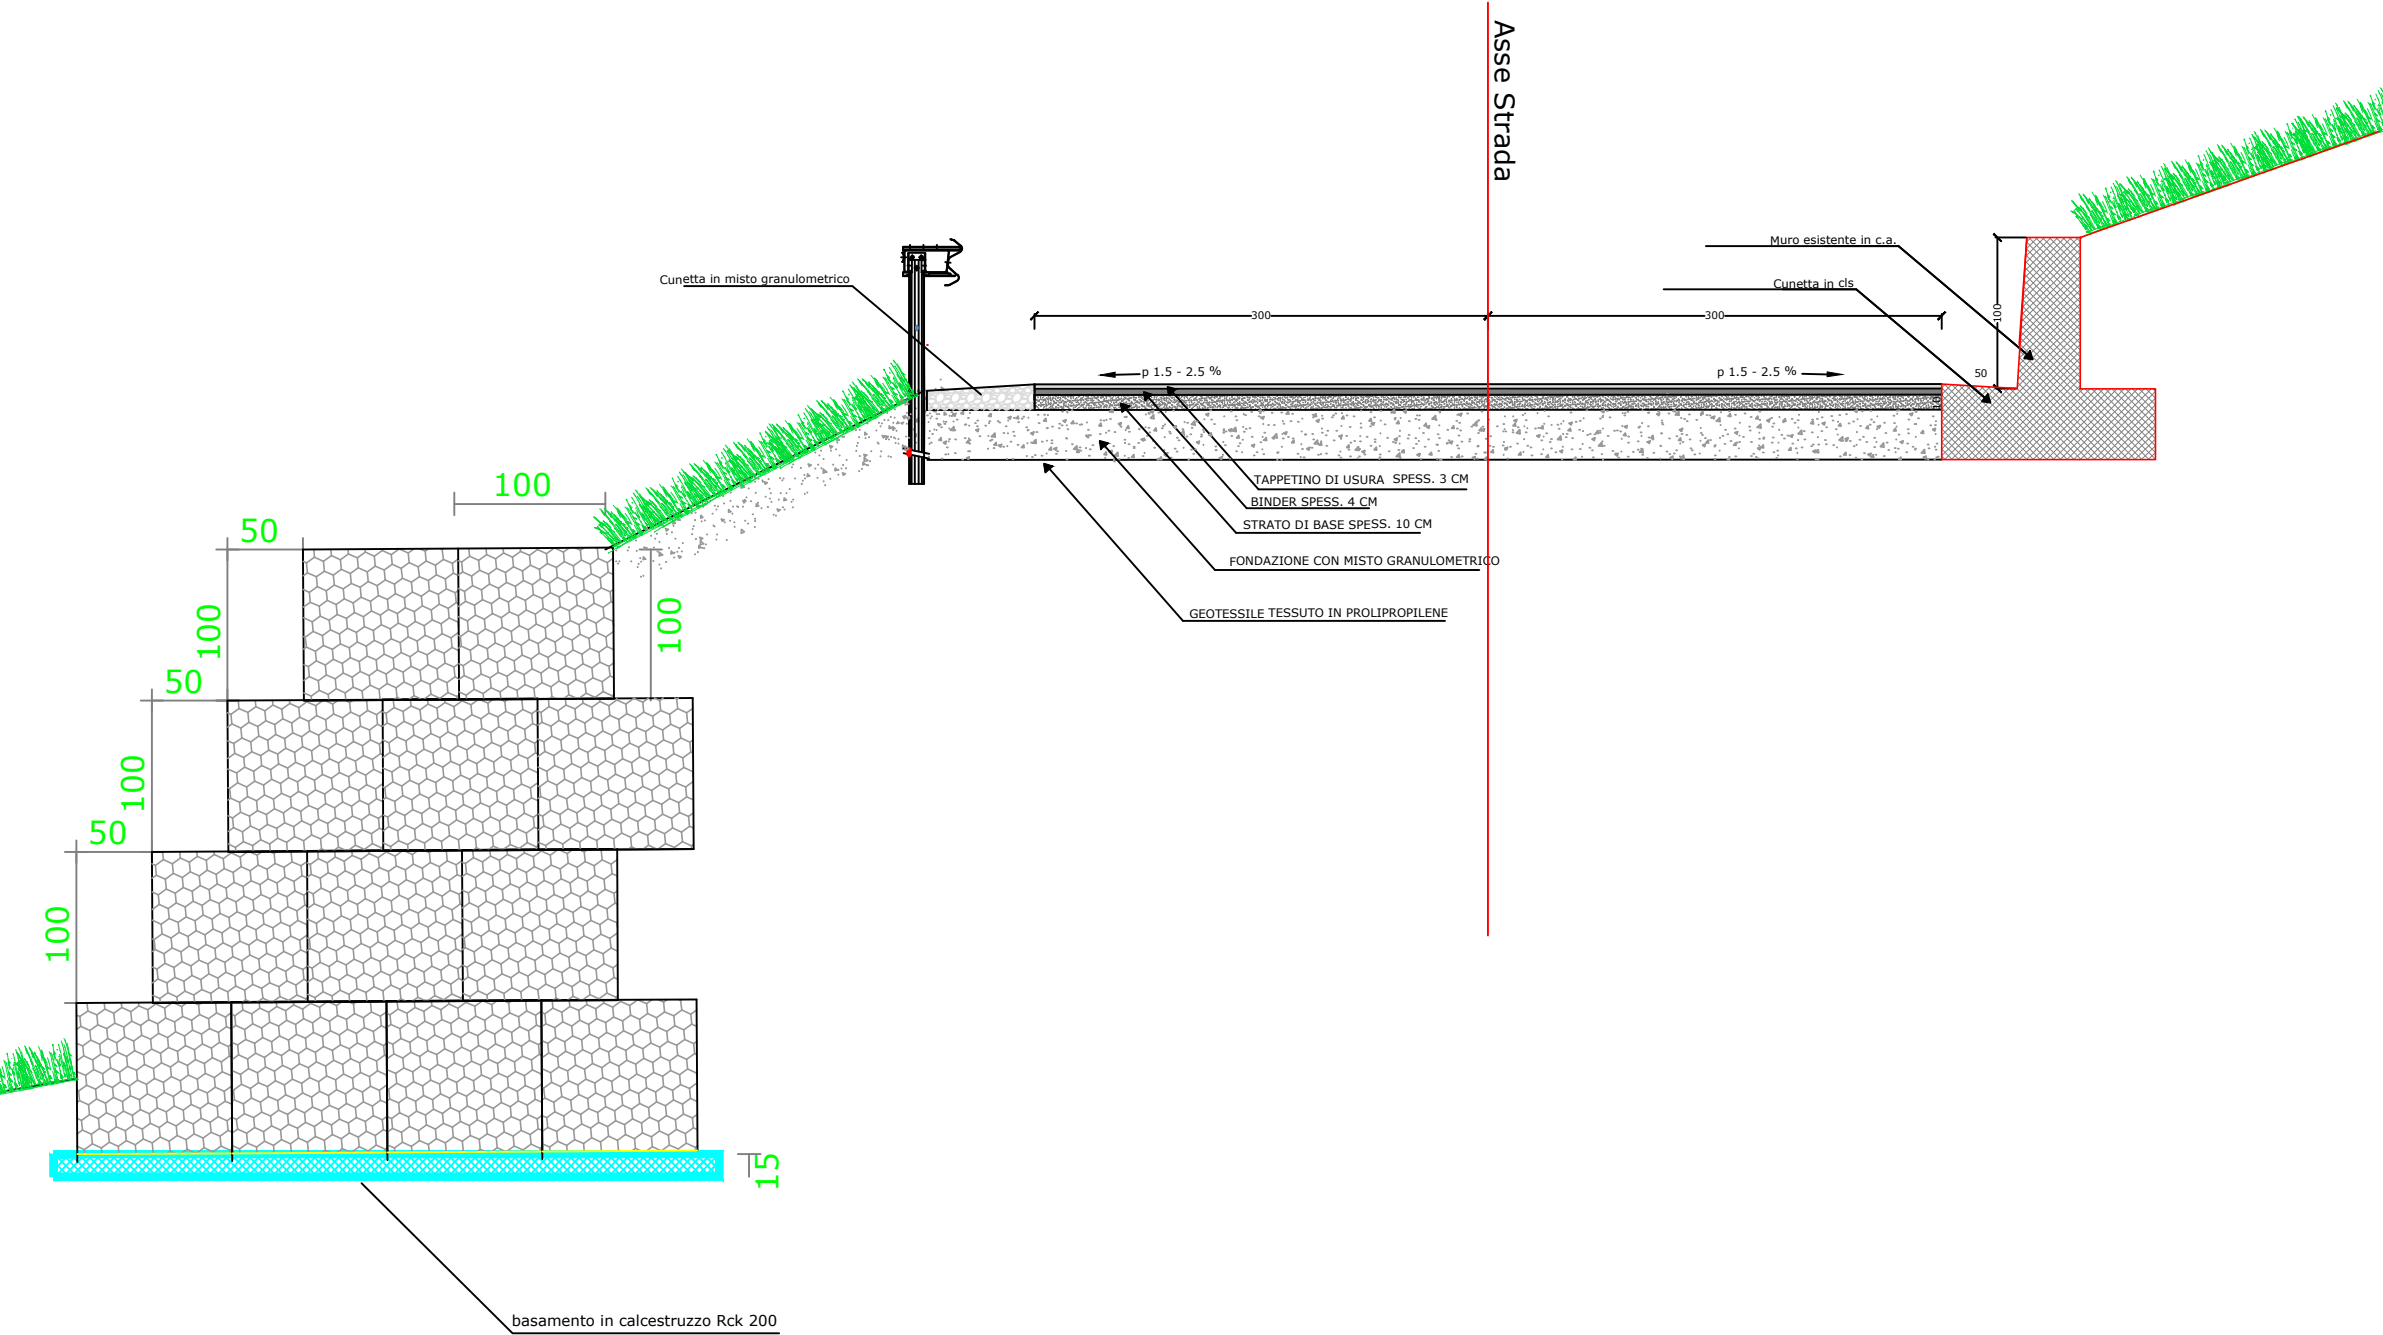 Asse Strada
Muro esistente in c.a.
Cunetta in misto granulometrico
Cunetta in cls
300
300
100
p 1.5 - 2.5 %
p 1.5 - 2.5 %
50
10
TAPPETINO DI USURA SPESS. 3 CM
BINDER SPESS. 4 CM
STRATO DI BASE SPESS. 10 CM
FONDAZIONE CON MISTO GRANULOMETRICO
GEOTESSILE TESSUTO IN PROLIPROPILENE
100
50
100
100
50
100
50
100
15
basamento in calcestruzzo Rck 200